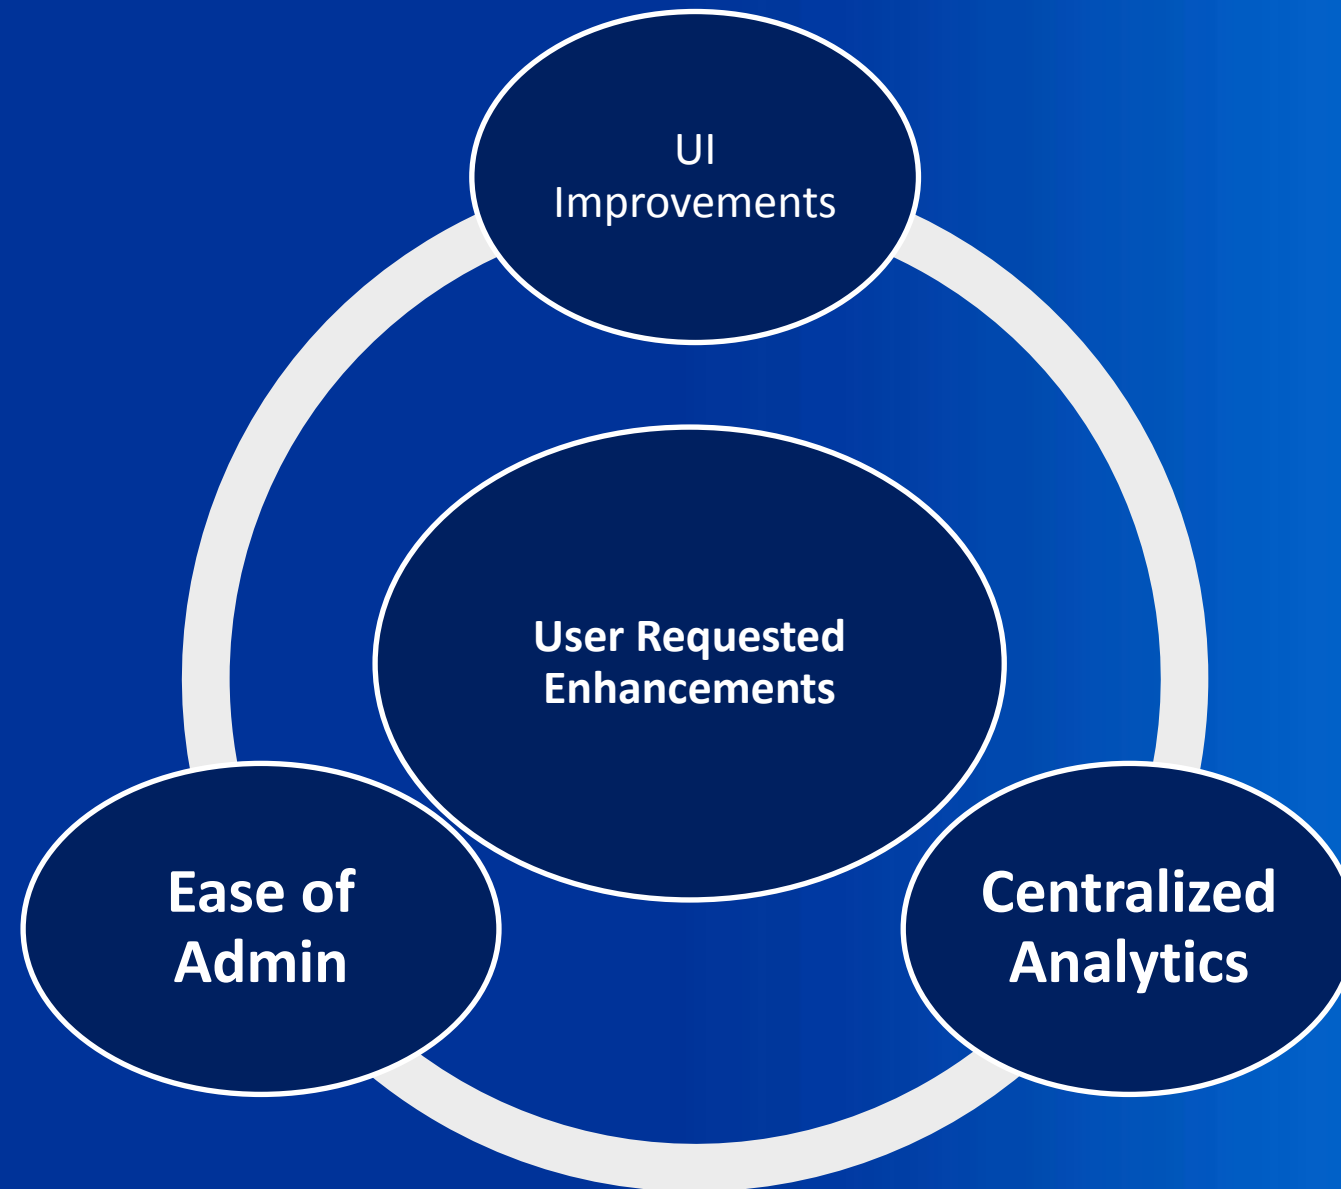 UI
Improvements
User Requested
Enhancements
Ease of
Admin
Centralized
Analytics